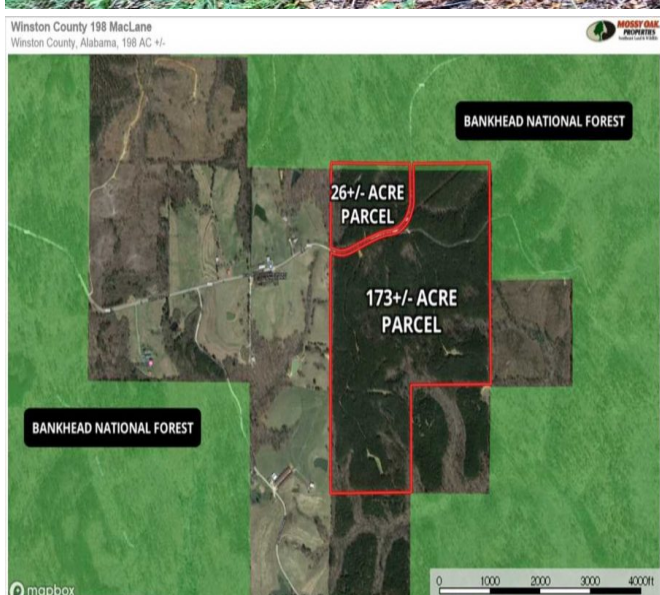 Winston County 198 MacLane
Winston County, Alabama, 198 AC +/-
MOSSY OAK
PROPERTIES
BANKHEAD NATIONAL FOREST
26+/- ACRE
PARCEL
173+/- ACRE
PARCEL
BANKHEAD NATIONAL FOREST
mapbox
0 1000 2000 3000 4000ft